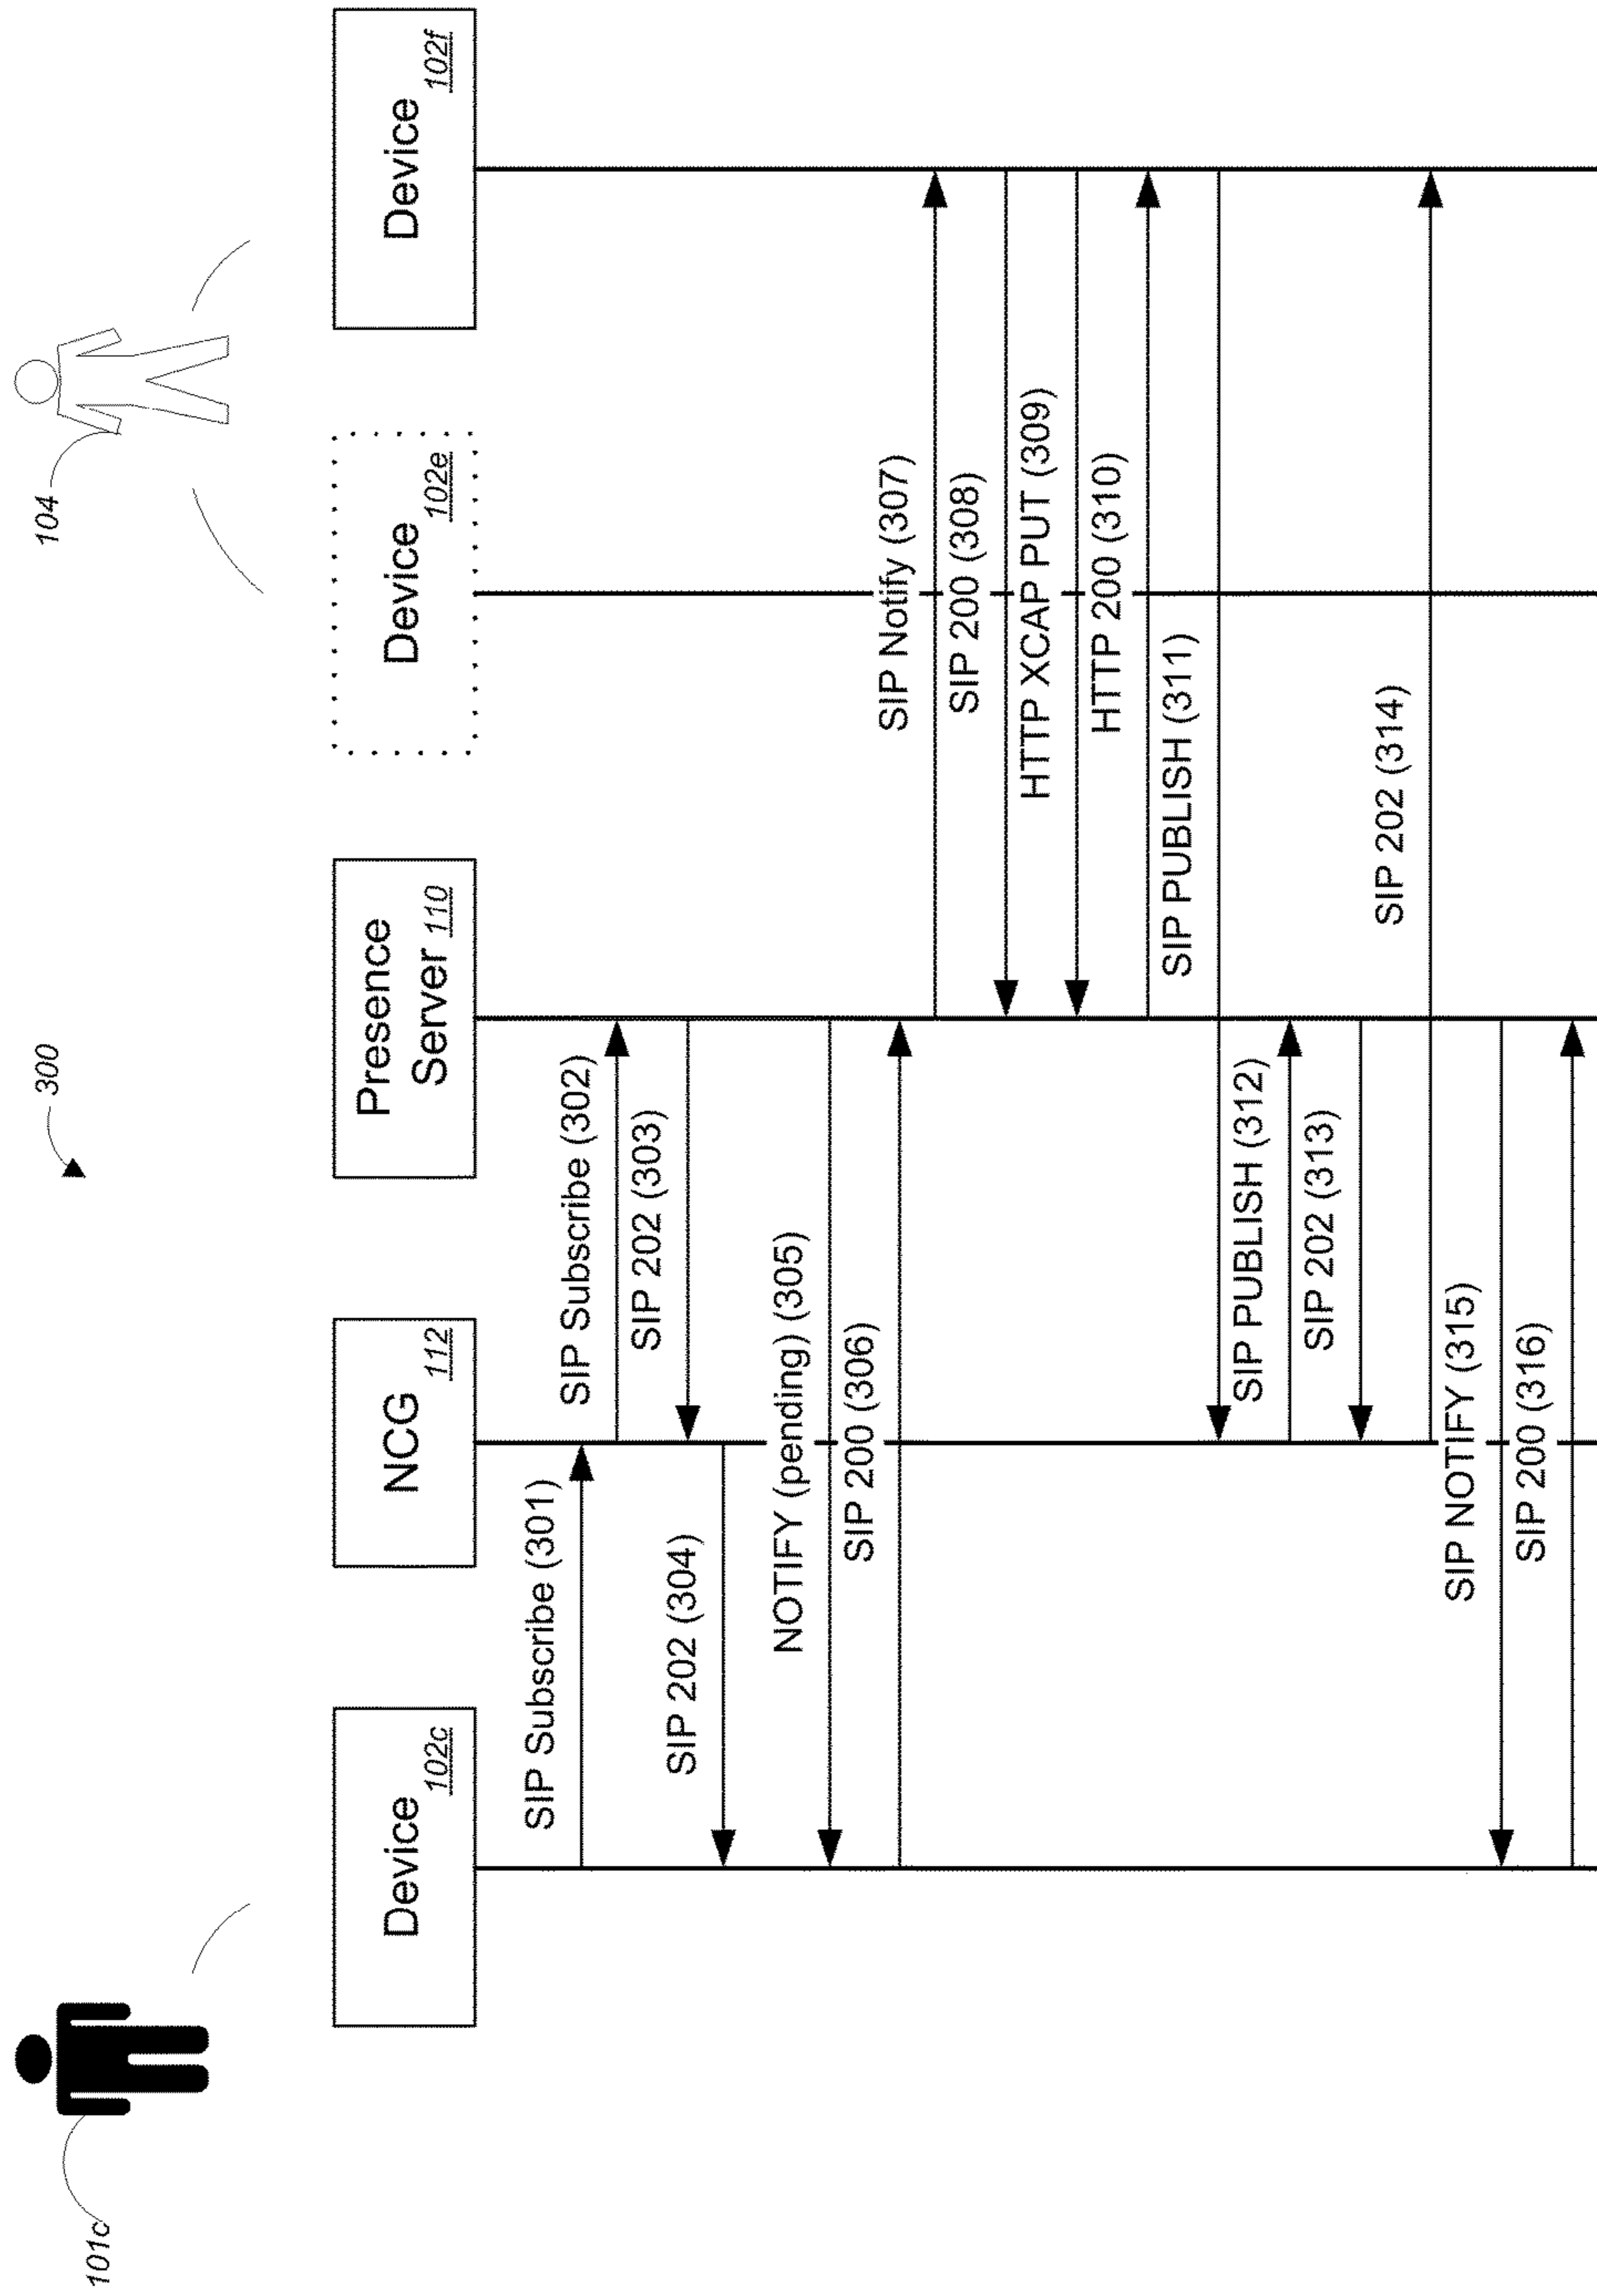 300
101c
104
Device
102c
NCG
112
Presence
Server 110
Device
102e
Device
102f
SIP Subscribe (301)
SIP Subscribe (302)
SIP 202 (303)
SIP 202 (304)
NOTIFY (pending) (305)
SIP 200 (306)
SIP Notify (307)
SIP 200 (308)
HTTP XCAP PUT (309)
HTTP 200 (310)
SIP PUBLISH (311)
SIP PUBLISH (312)
SIP 202 (313)
SIP 202 (314)
SIP NOTIFY (315)
SIP 200 (316)